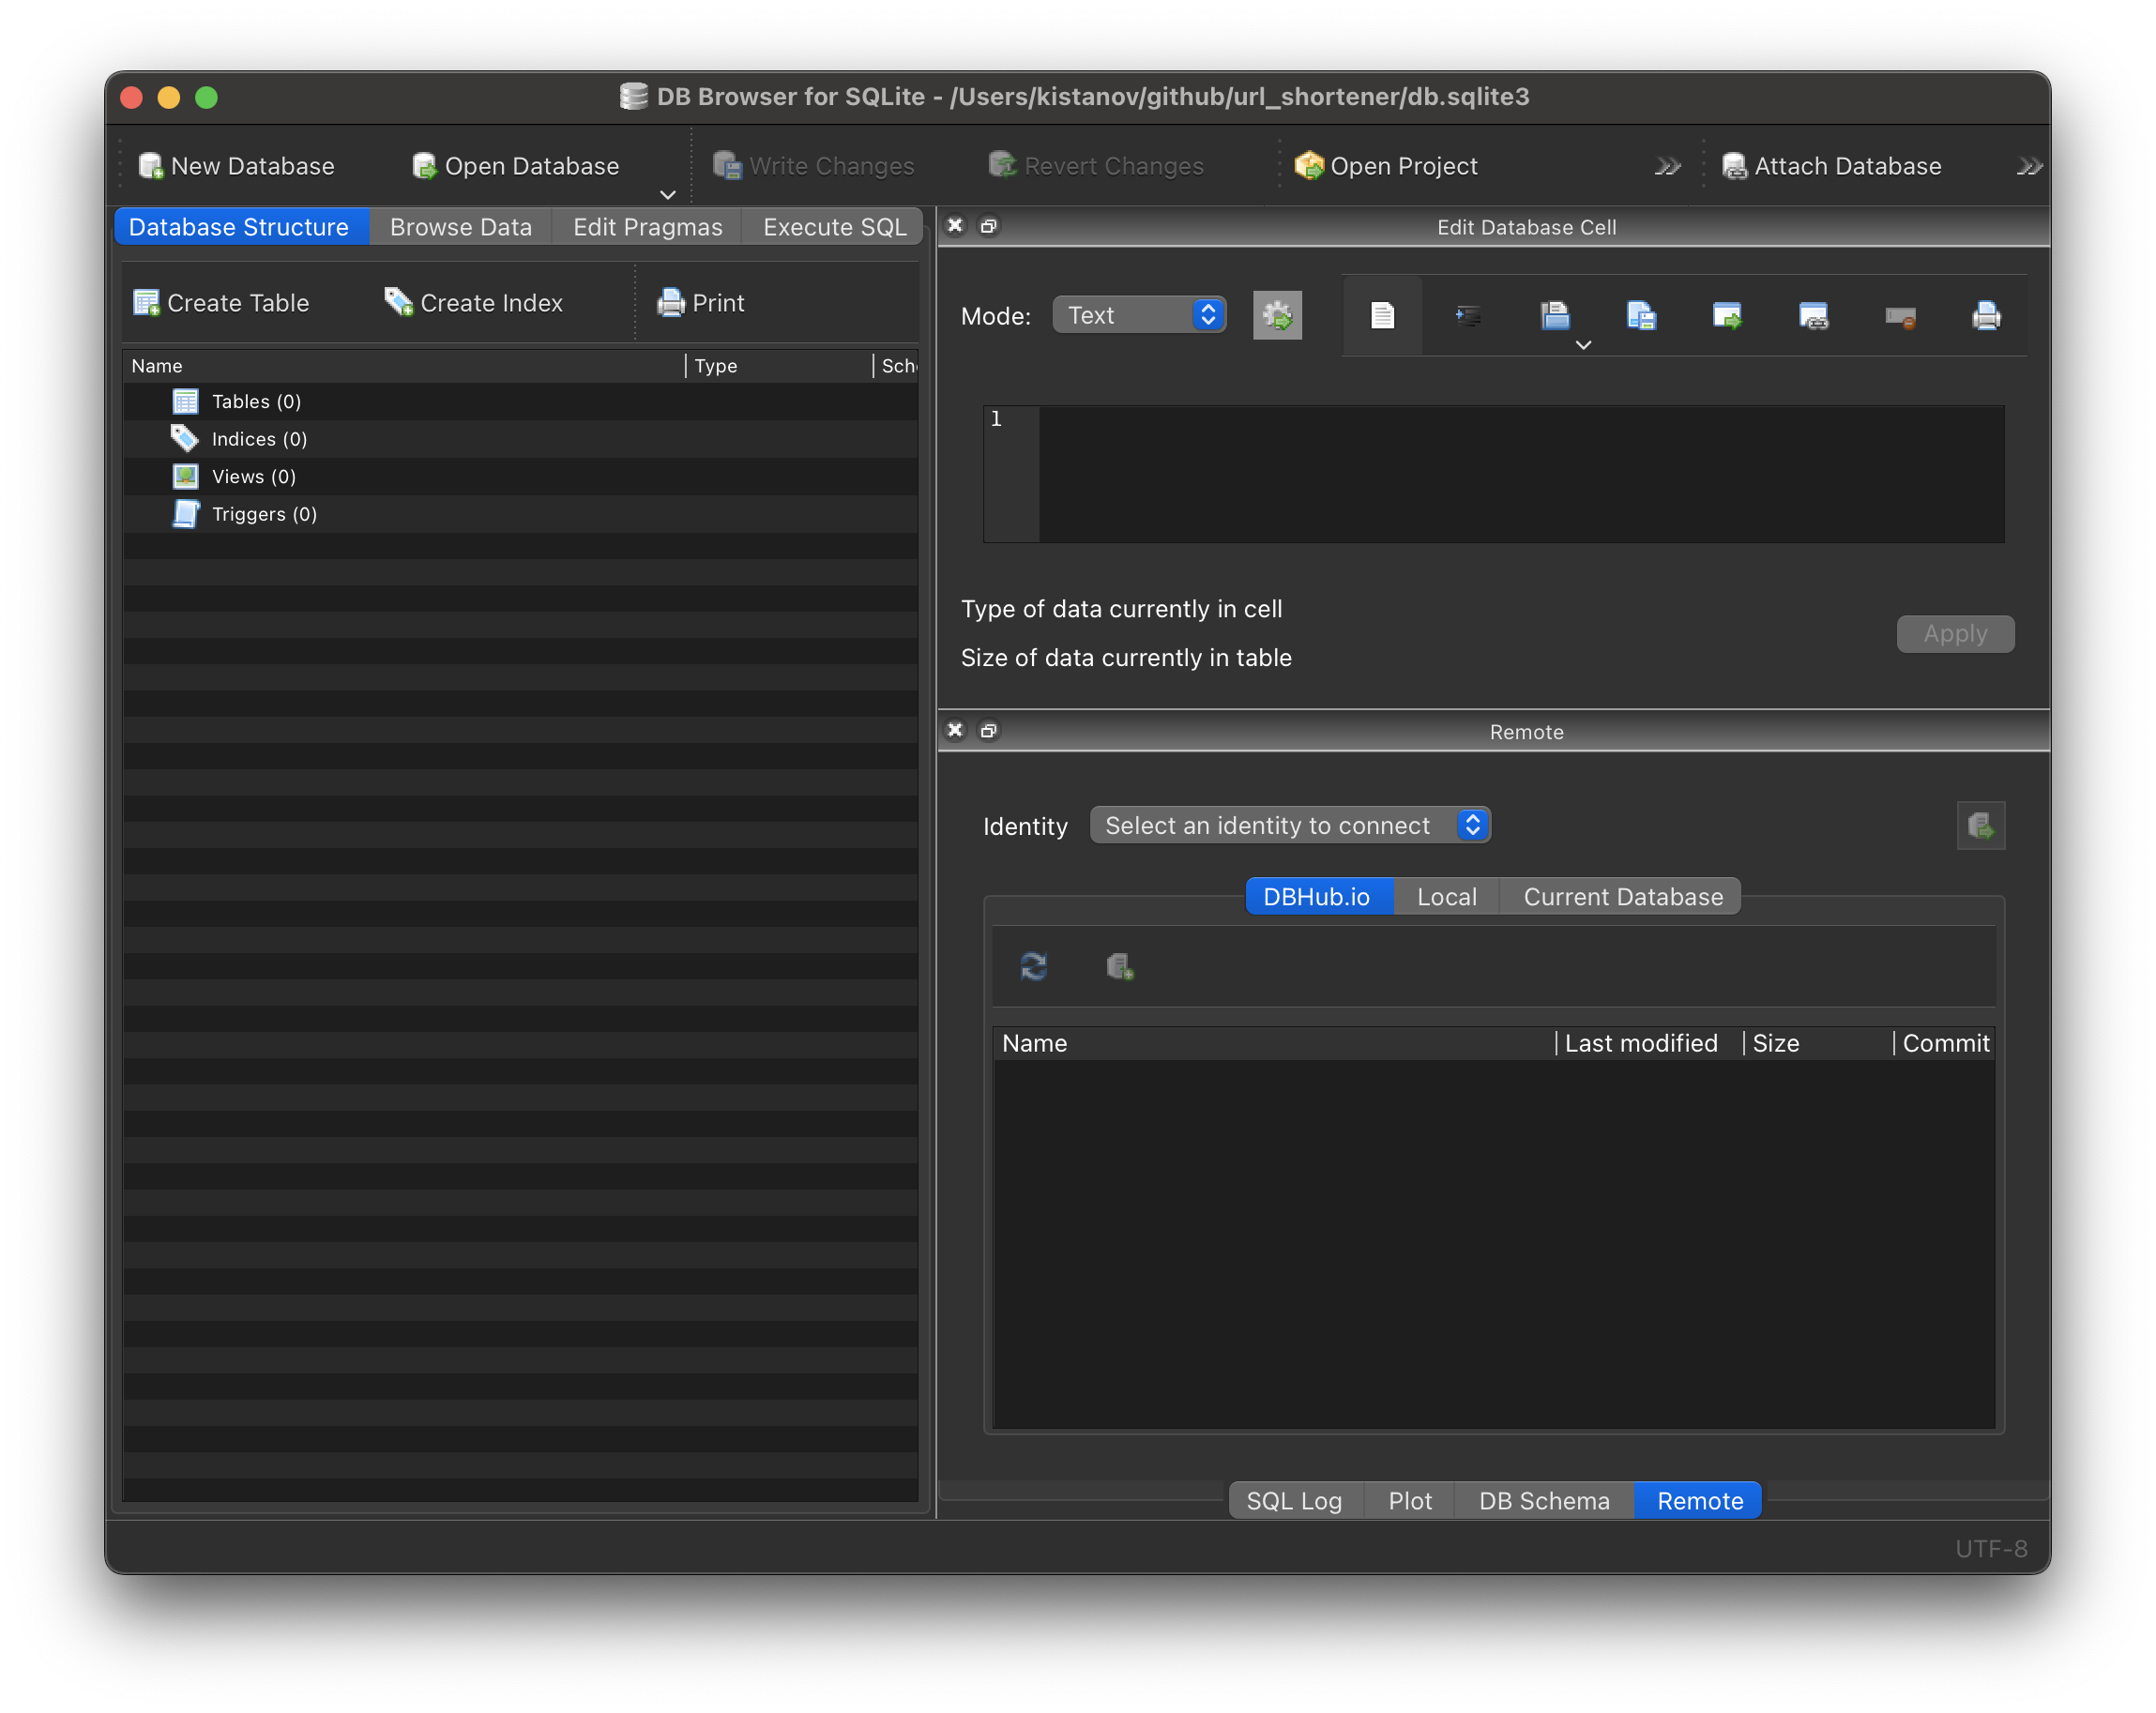 DB Browser for SQLite - /Users/kistanov/github/url_shortener/db.sqlite3
New Database Open Database Write Changes Revert Changes Open Project Attach Database
Database Structure Browse Data Edit Pragmas Execute SQL
Create Table Create Index Print
Name Type Sch
Tables (0)
Indices (0)
Views (0)
Triggers (0)
Edit Database Cell
Mode: Text
1
Type of data currently in cell
Size of data currently in table
Apply
Remote
Identity Select an identity to connect
DBHub.io Local Current Database
Name Last modified Size Commit
SQL Log Plot DB Schema Remote
UTF-8